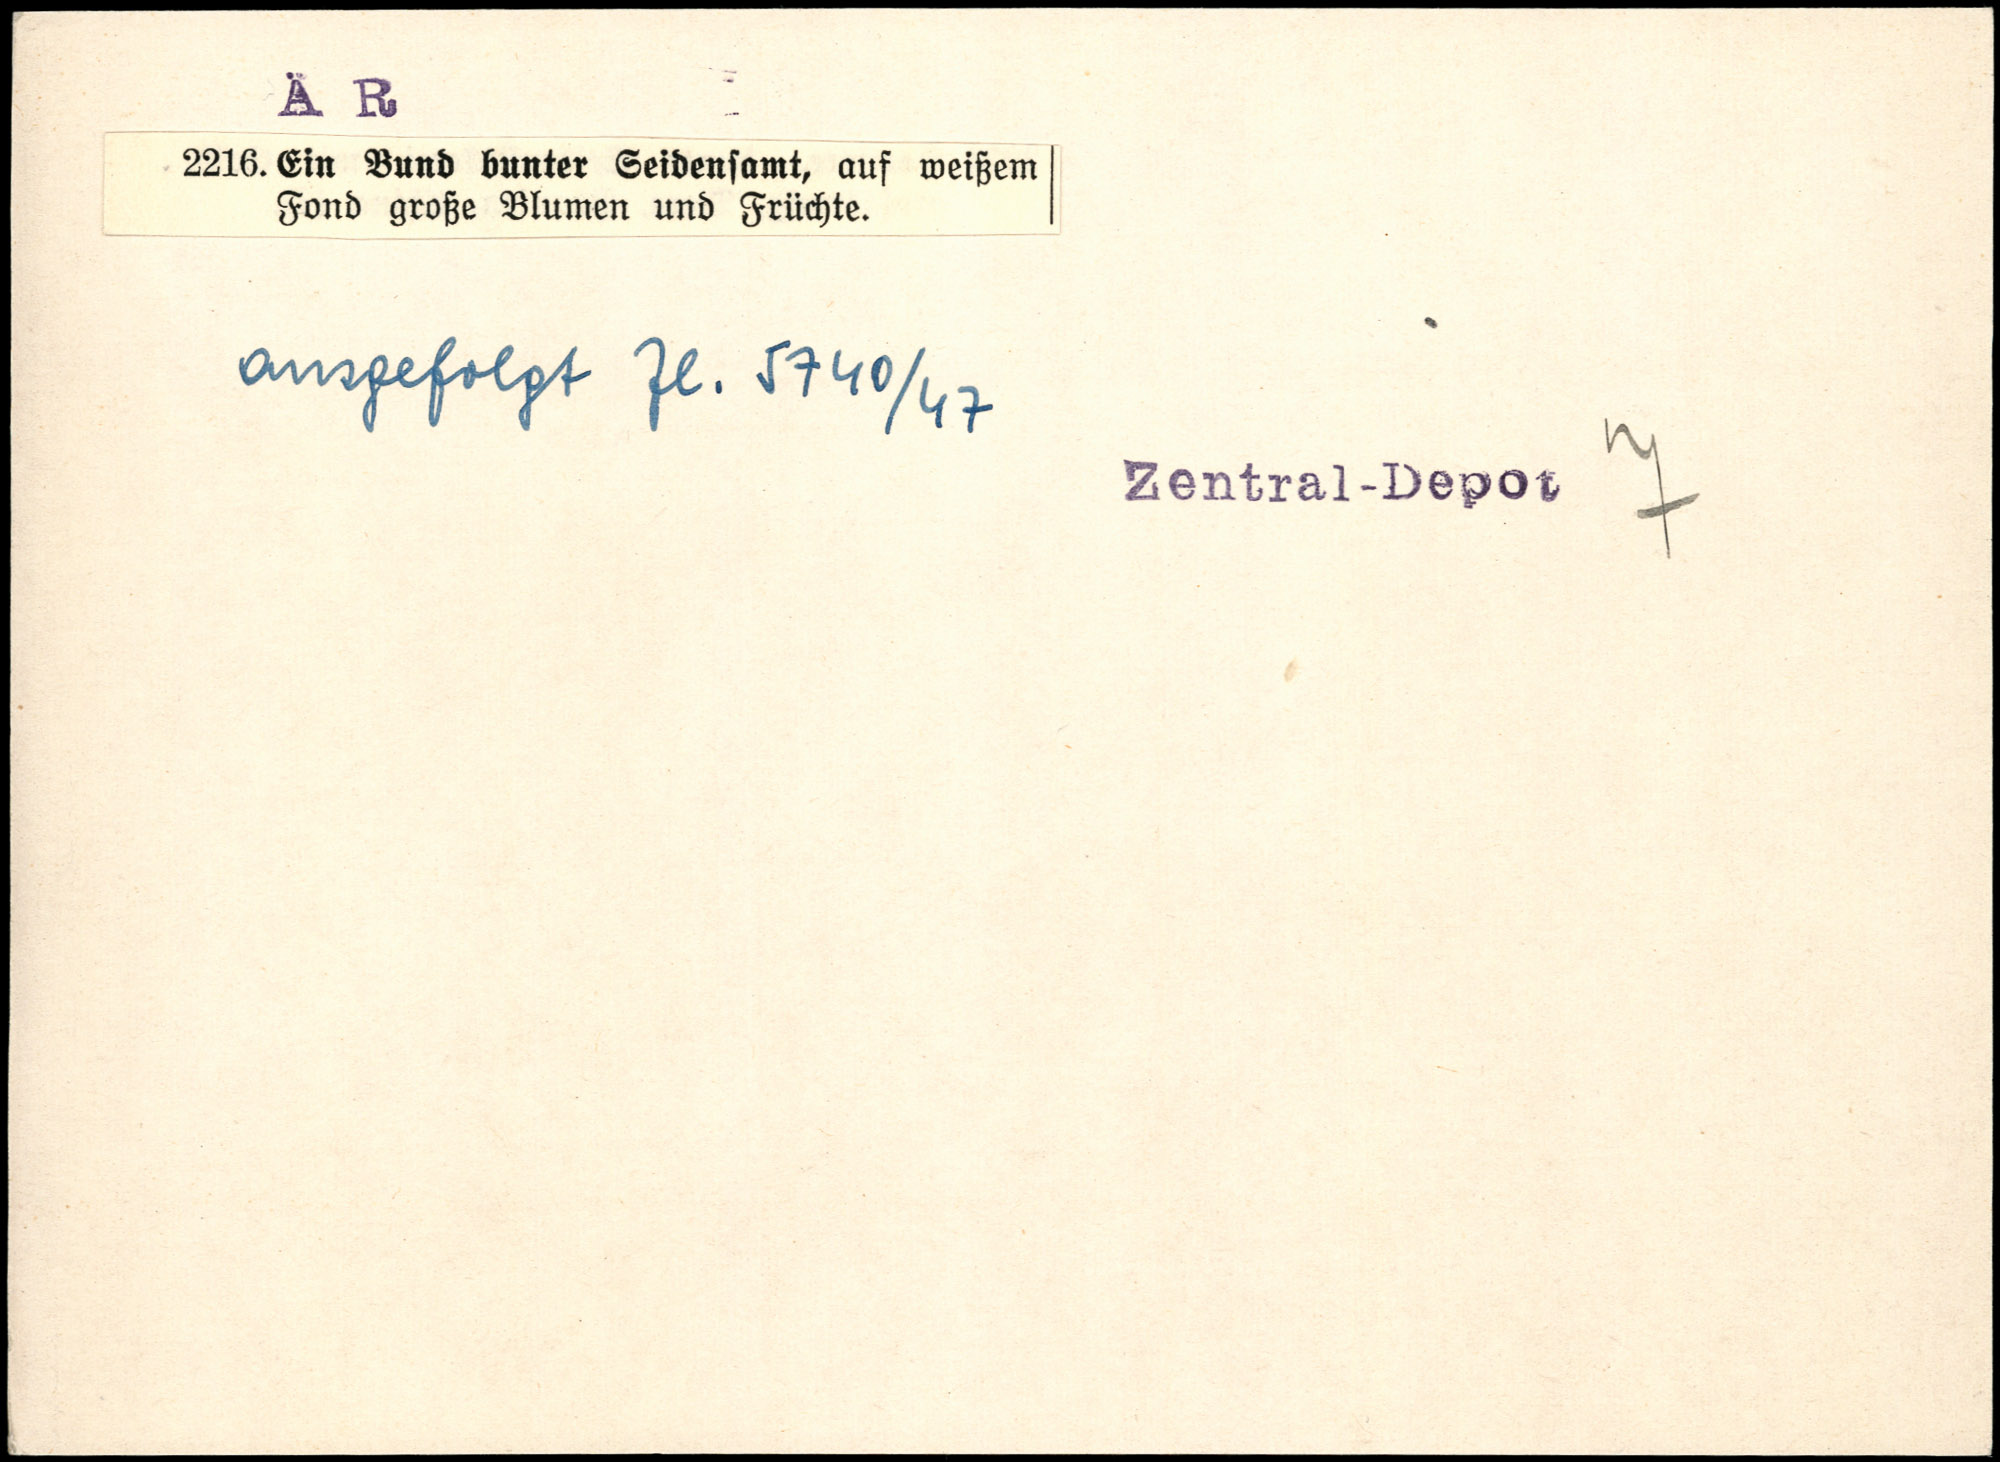 Ä R
2216. Ein Bund bunter Seidensamt, auf weißem
Fond große Blumen und Früchte.
ausgefolgt Zl. 5740/47
Zentral-Depot